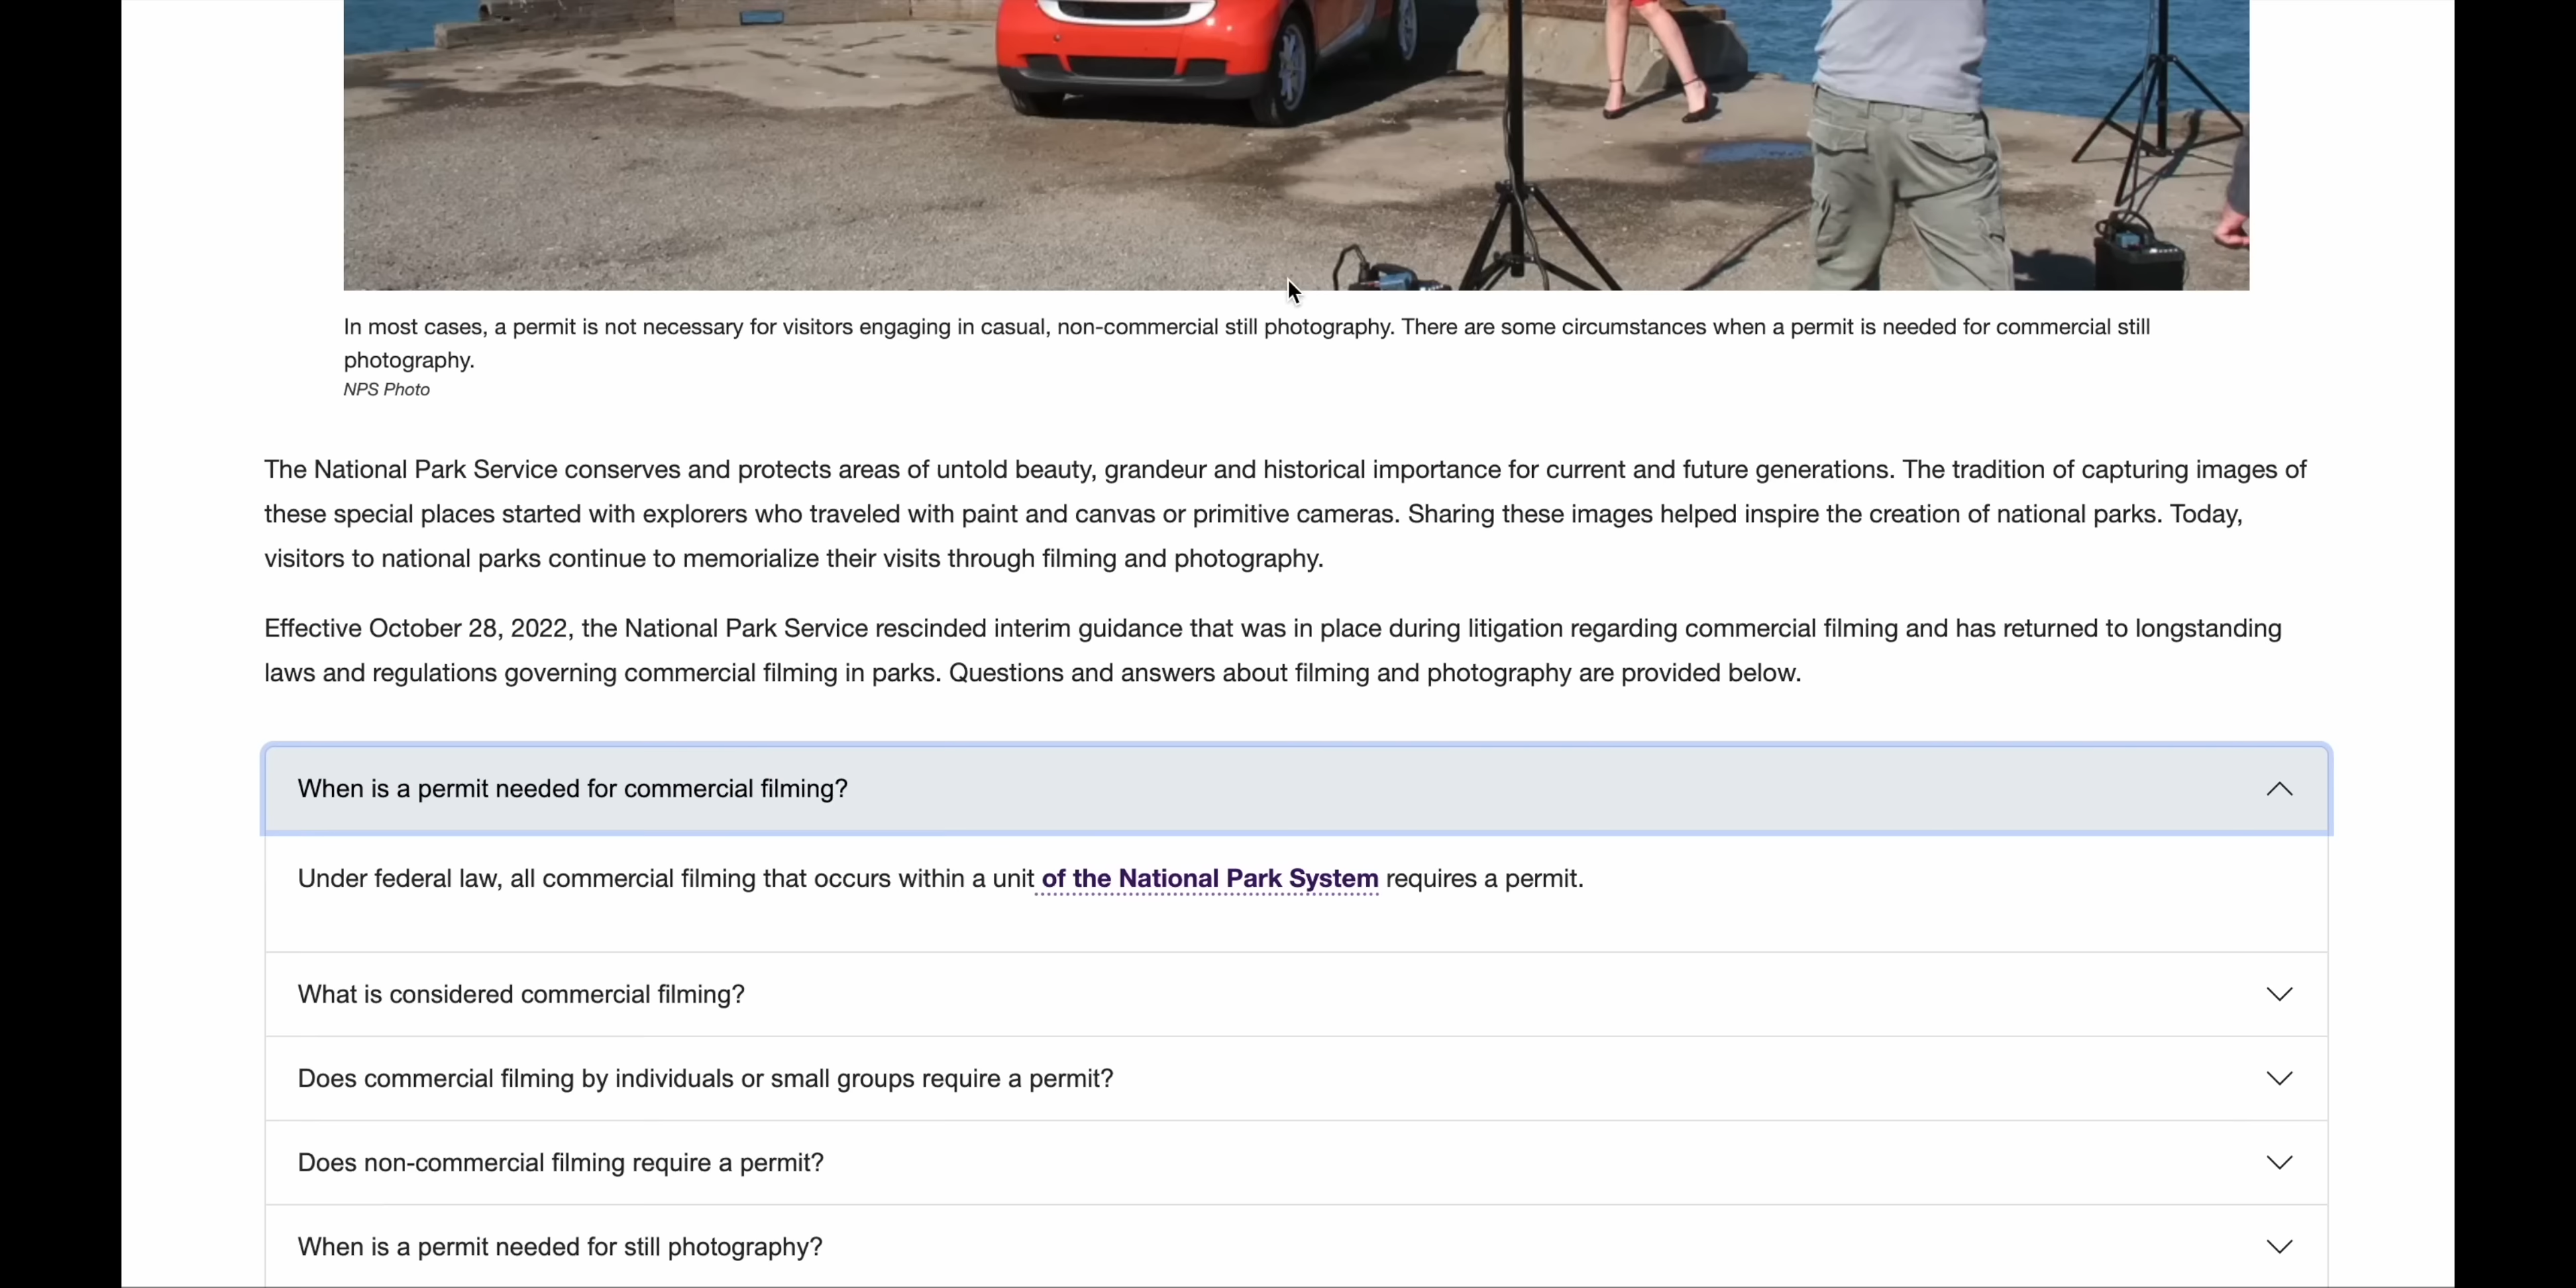 In most cases, a permit is not necessary for visitors engaging in casual, non-commercial still photography. There are some circumstances when a permit is needed for commercial still
photography.
NPS Photo
The National Park Service conserves and protects areas of untold beauty, grandeur and historical importance for current and future generations. The tradition of capturing images of
these special places started with explorers who traveled with paint and canvas or primitive cameras. Sharing these images helped inspire the creation of national parks. Today,
visitors to national parks continue to memorialize their visits through filming and photography.
Effective October 28, 2022, the National Park Service rescinded interim guidance that was in place during litigation regarding commercial filming and has returned to longstanding
laws and regulations governing commercial filming in parks. Questions and answers about filming and photography are provided below.
When is a permit needed for commercial filming?
Under federal law, all commercial filming that occurs within a unit of the National Park System requires a permit.
What is considered commercial filming?
Does commercial filming by individuals or small groups require a permit?
Does non-commercial filming require a permit?
When is a permit needed for still photography?